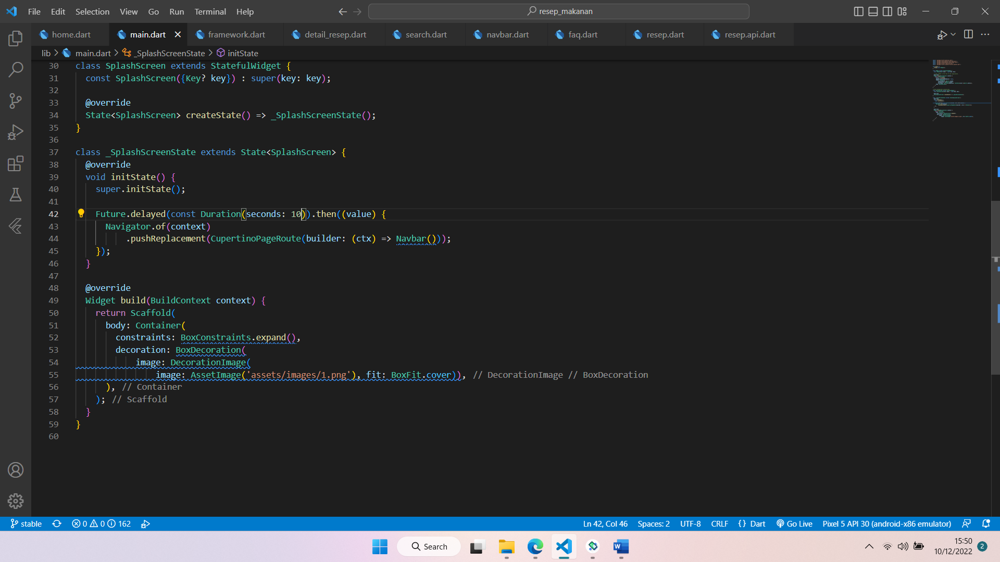 File Edit Selection View Go Run Terminal Help
resep_makanan
home.dart main.dart framework.dart detail_resep.dart search.dart navbar.dart faq.dart resep.dart resep.api.dart
lib > main.dart > _SplashScreenState > initState
30 class SplashScreen extends StatefulWidget {
31 const SplashScreen({Key? key}) : super(key: key);
32
33 @override
34 State<SplashScreen> createState() => _SplashScreenState();
35 }
36
37 class _SplashScreenState extends State<SplashScreen> {
38 @override
39 void initState() {
40 super.initState();
41
42 Future.delayed(const Duration(seconds: 10)).then((value) {
43 Navigator.of(context)
44 .pushReplacement(CupertinoPageRoute(builder: (ctx) => Navbar()));
45 });
46 }
47
48 @override
49 Widget build(BuildContext context) {
50 return Scaffold(
51 body: Container(
52 constraints: BoxConstraints.expand(),
53 decoration: BoxDecoration(
54 image: DecorationImage(
55 image: AssetImage('assets/images/1.png'), fit: BoxFit.cover)), // DecorationImage // BoxDecoration
56 ), // Container
57 ); // Scaffold
58 }
59 }
60
stable 0 0 162 Ln 42, Col 46 Spaces: 2 UTF-8 CRLF {} Dart Go Live Pixel 5 API 30 (android-x86 emulator)
Search
15:50
10/12/2022 2